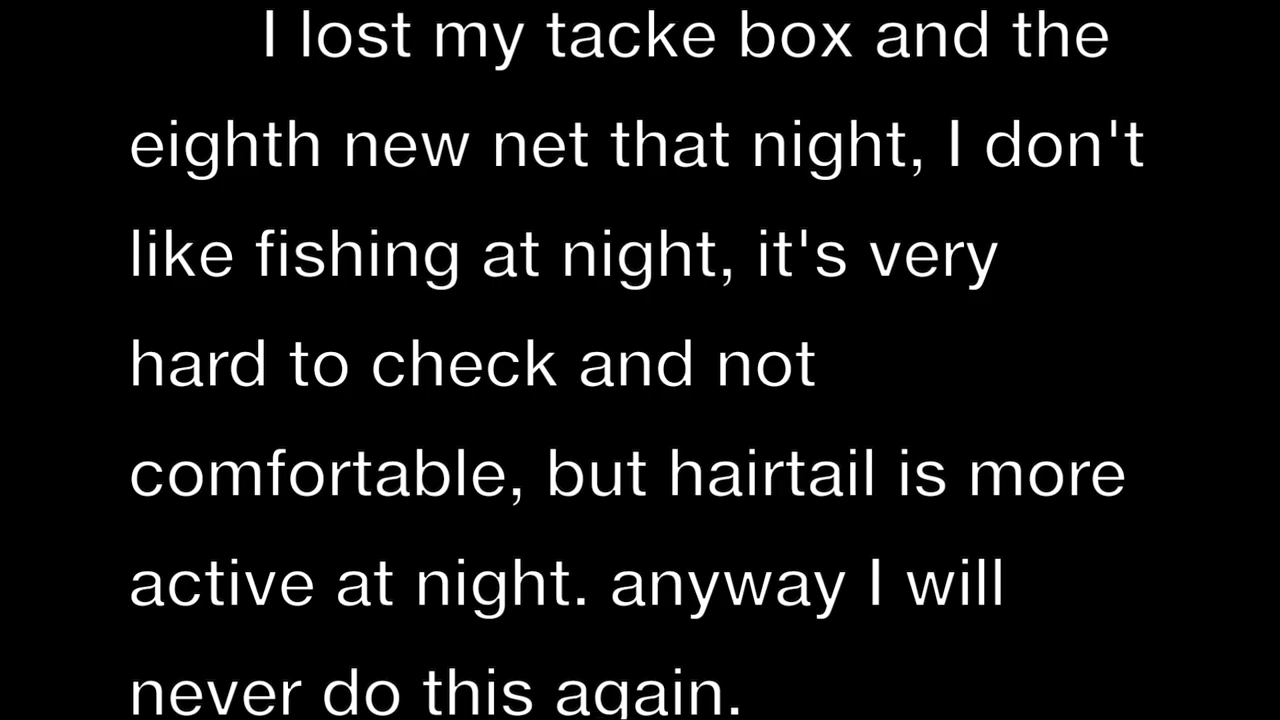 I lost my tacke box and the
eighth new net that night, I don't
like fishing at night, it's very
hard to check and not
comfortable, but hairtail is more
active at night. anyway I will
never do this again.